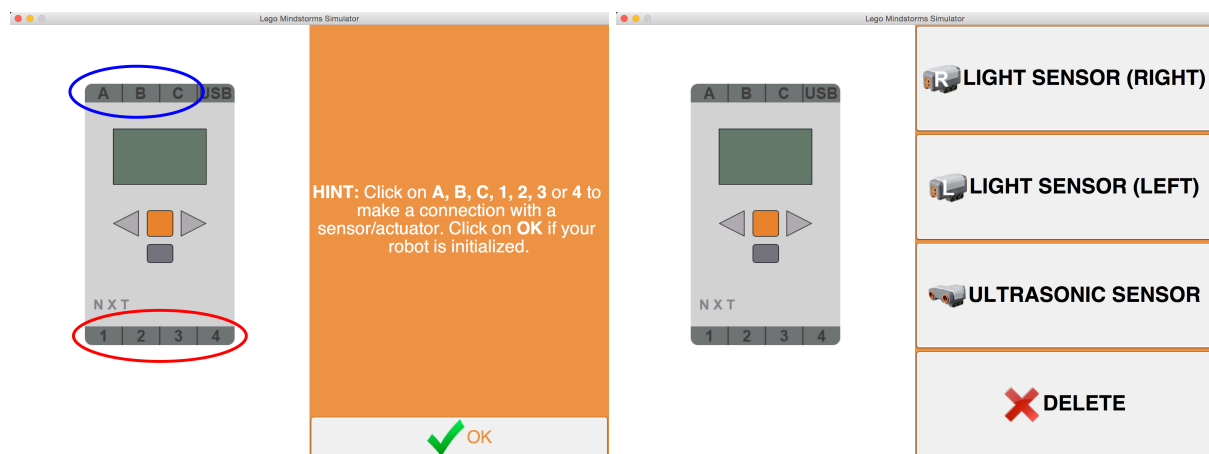 Lego Mindstorms Simulator
A B C USB
HINT: Click on A, B, C, 1, 2, 3 or 4 to
make a connection with a
sensor/actuator. Click on OK if your
robot is initialized.
NXT
1 2 3 4
OK
Lego Mindstorms Simulator
A B C USB
NXT
1 2 3 4
R LIGHT SENSOR (RIGHT)
L LIGHT SENSOR (LEFT)
ULTRASONIC SENSOR
DELETE